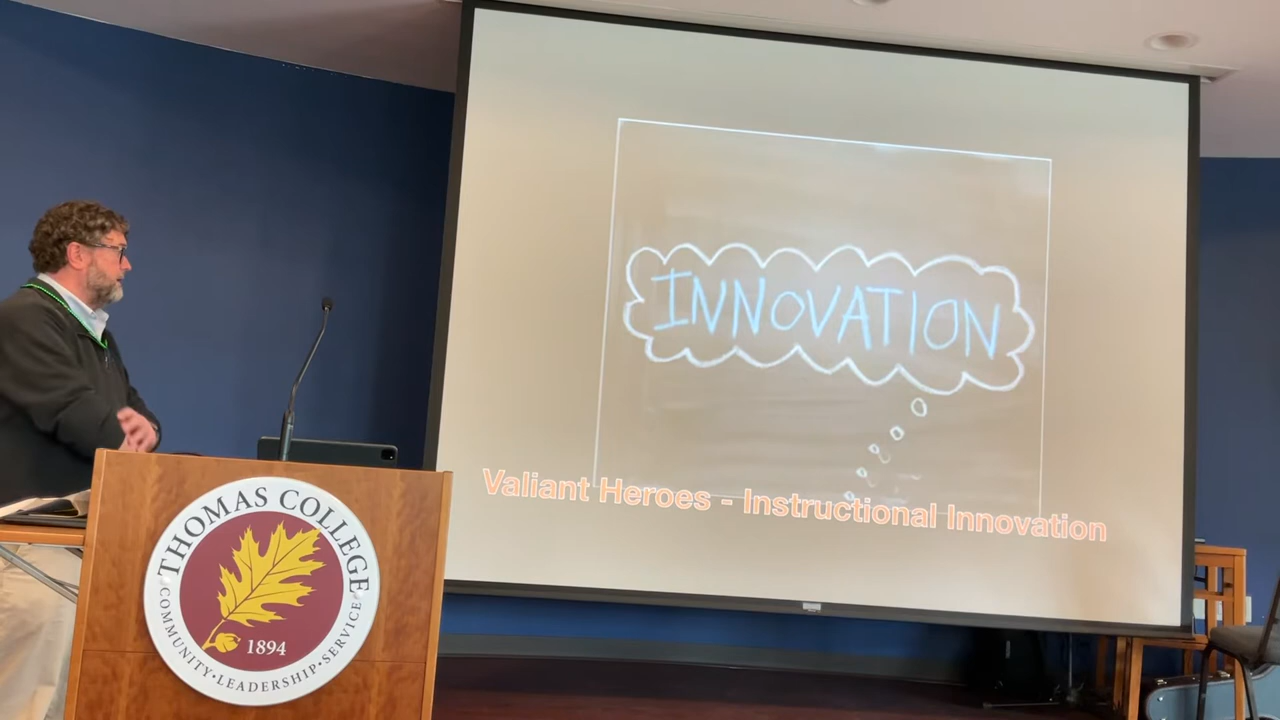 INNOVATION
Valiant Heroes - Instructional Innovation
THOMAS COLLEGE
1894
COMMUNITY • LEADERSHIP • SERVICE